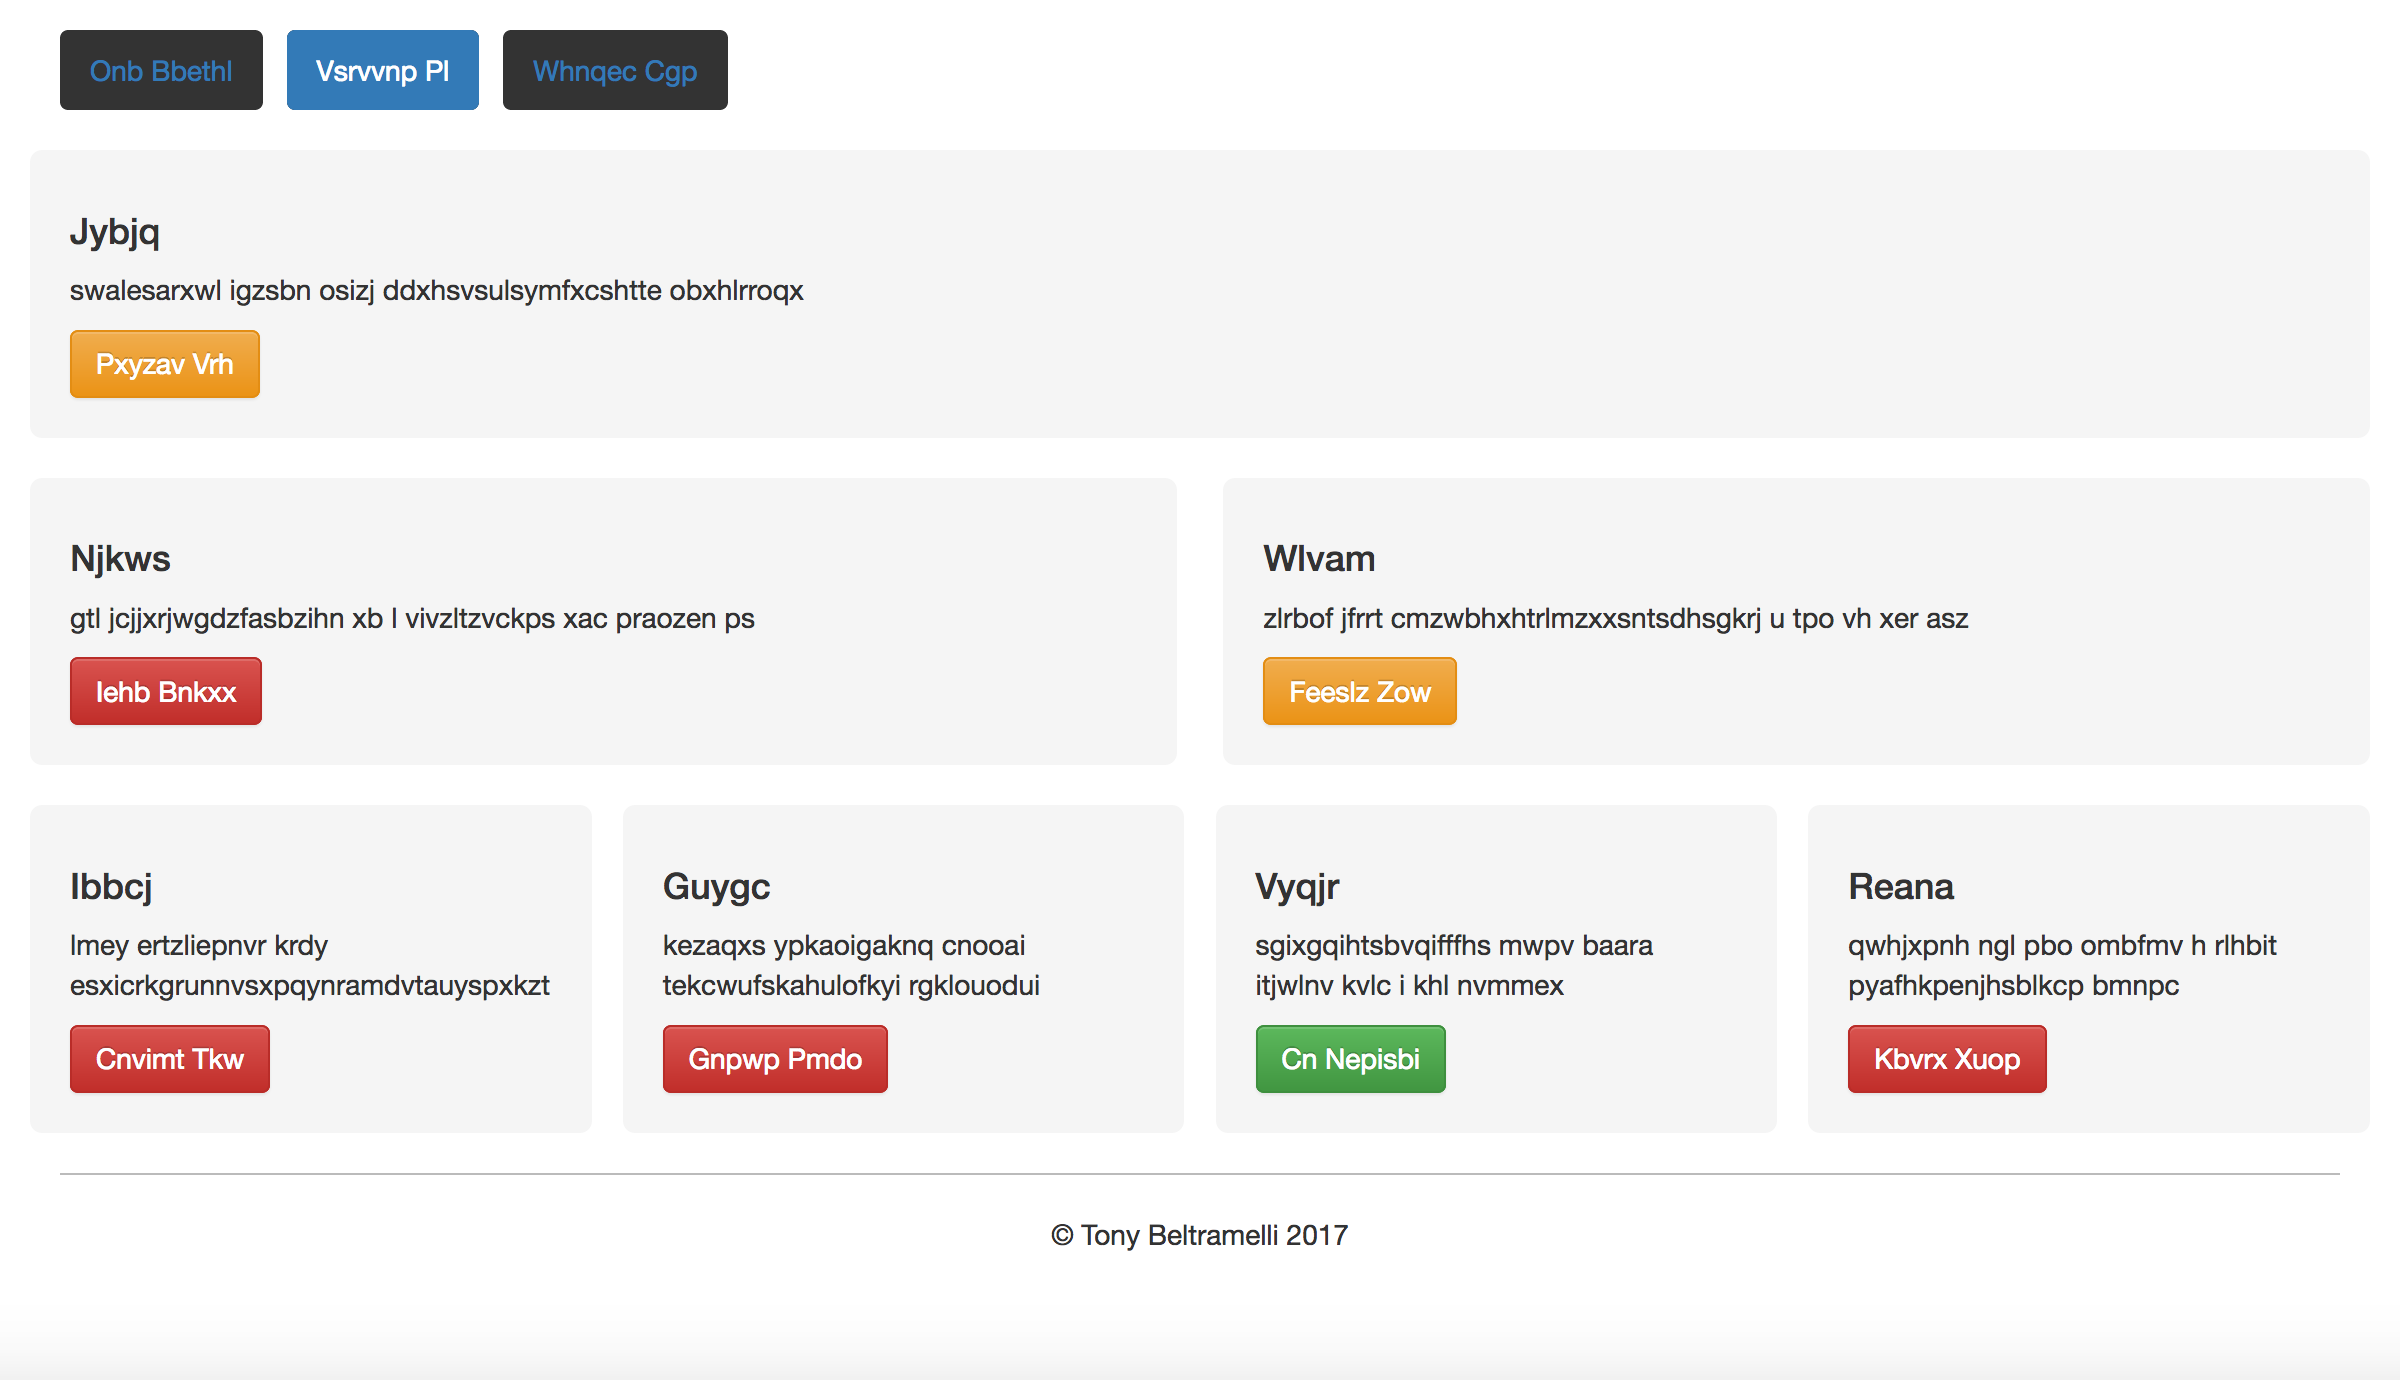 Onb Bbethl
Vsrvvnp Pl
Whnqec Cgp
Jybjq
swalesarxwl igzsbn osizj ddxhsvsulsymfxcshtte obxhlrroqx
Pxyzav Vrh
Njkws
gtl jcjjxrjwgdzfasbzihn xb l vivzltzvckps xac praozen ps
Iehb Bnkxx
Wlvam
zlrbof jfrrt cmzwbhxhtrlmzxxsntsdhsgkrj u tpo vh xer asz
Feeslz Zow
Ibbcj
lmey ertzliepnvr krdy
esxicrkgrunnvsxpqynramdvtauyspxkzt
Cnvimt Tkw
Guygc
kezaqxs ypkaoigaknq cnooai
tekcwufskahulofkyi rgklouodui
Gnpwp Pmdo
Vyqjr
sgixgqihtsbvqifffhs mwpv baara
itjwlnv kvlc i khl nvmmex
Cn Nepisbi
Reana
qwhjxpnh ngl pbo ombfmv h rlhbit
pyafhkpenjhsblkcp bmnpc
Kbvrx Xuop
© Tony Beltramelli 2017